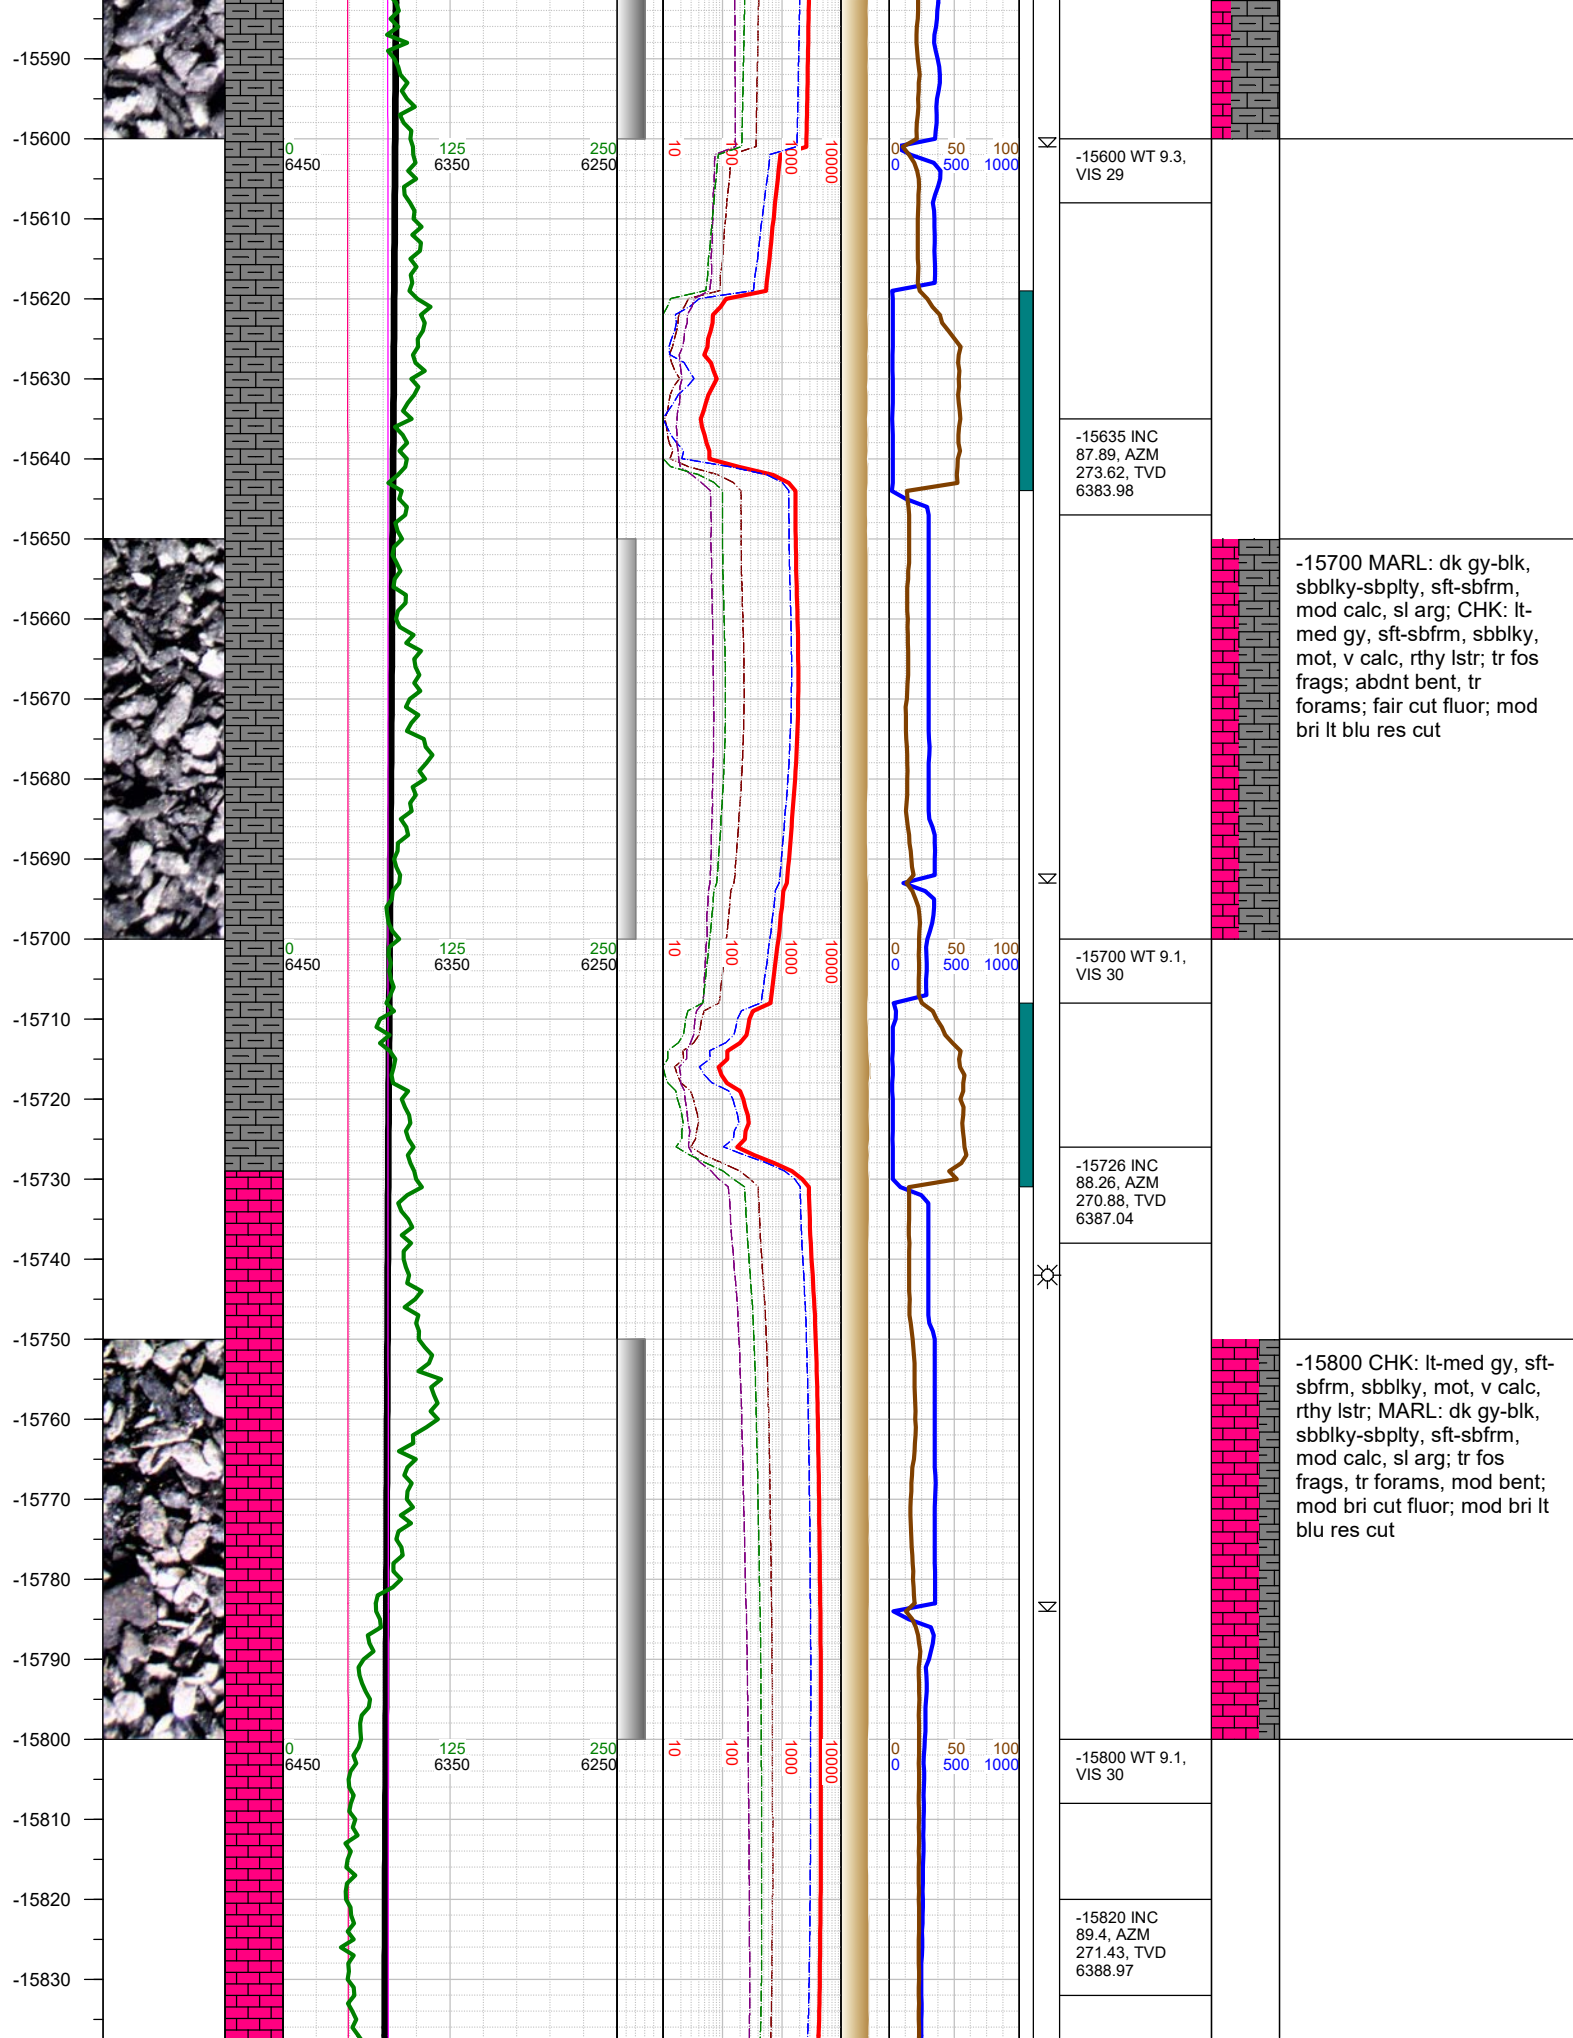 -15590
-15600
0 125 250
6450 6350 6250
10 100 1000 10000
0 50 100
0 500 1000
-15600 WT 9.3,
VIS 29
-15610
-15620
-15630
-15635 INC
87.89, AZM
273.62, TVD
6383.98
-15640
-15650
-15700 MARL: dk gy-blk,
sbblky-sbplty, sft-sbfrm,
mod calc, sl arg; CHK: lt-
med gy, sft-sbfrm, sbblky,
mot, v calc, rthy lstr; tr fos
frags; abdnt bent, tr
forams; fair cut fluor; mod
bri lt blu res cut
-15660
-15670
-15680
-15690
-15700
0 125 250
6450 6350 6250
10 100 1000 10000
0 50 100
0 500 1000
-15700 WT 9.1,
VIS 30
-15710
-15720
-15726 INC
88.26, AZM
270.88, TVD
6387.04
-15730
-15740
-15750
-15800 CHK: lt-med gy, sft-
sbfrm, sbblky, mot, v calc,
rthy lstr; MARL: dk gy-blk,
sbblky-sbplty, sft-sbfrm,
mod calc, sl arg; tr fos
frags, tr forams, mod bent;
mod bri cut fluor; mod bri lt
blu res cut
-15760
-15770
-15780
-15790
-15800
0 125 250
6450 6350 6250
10 100 1000 10000
0 50 100
0 500 1000
-15800 WT 9.1,
VIS 30
-15810
-15820
-15820 INC
89.4, AZM
271.43, TVD
6388.97
-15830